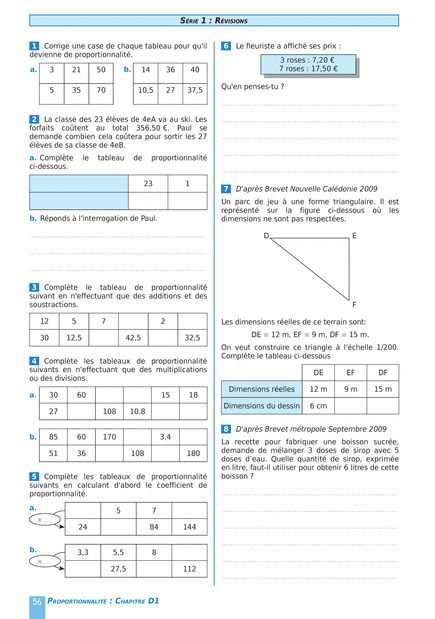 SÉRIE 1 : RÉVISIONS
1 Corrige une case de chaque tableau pour qu'il
devienne de proportionnalité.
a. 3 21 50
5 35 70
b. 14 36 40
10,5 27 37,5
2 La classe des 23 élèves de 4eA va au ski. Les
forfaits coûtent au total 356,50 €. Paul se
demande combien cela coûtera pour sortir les 27
élèves de sa classe de 4eB.
a. Complète le tableau de proportionnalité
ci-dessous.
23 1
b. Réponds à l'interrogation de Paul.
3 Complète le tableau de proportionnalité
suivant en n'effectuant que des additions et des
soustractions.
12 5 7 2
30 12,5 42,5 32,5
4 Complète les tableaux de proportionnalité
suivants en n'effectuant que des multiplications
ou des divisions.
a. 30 60 15 18
27 108 10,8
b. 85 60 170 3,4
51 36 108 180
5 Complète les tableaux de proportionnalité
suivants en calculant d'abord le coefficient de
proportionnalité.
a. 5 7
×......
24 84 144
b. 3,3 5,5 8
×......
27,5 112
6 Le fleuriste a affiché ses prix :
3 roses : 7,20 €
7 roses : 17,50 €
Qu'en penses-tu ?
7 D'après Brevet Nouvelle Calédonie 2009
Un parc de jeu à une forme triangulaire. Il est
représenté sur la figure ci-dessous où les
dimensions ne sont pas respectées.
D E
F
Les dimensions réelles de ce terrain sont:
DE = 12 m, EF = 9 m, DF = 15 m.
On veut construire ce triangle à l'échelle 1/200.
Complète le tableau ci-dessous
DE EF DF
Dimensions réelles 12 m 9 m 15 m
Dimensions du dessin 6 cm
8 D'après Brevet métropole Septembre 2009
La recette pour fabriquer une boisson sucrée,
demande de mélanger 3 doses de sirop avec 5
doses d'eau. Quelle quantité de sirop, exprimée
en litre, faut-il utiliser pour obtenir 6 litres de cette
boisson ?
56 PROPORTIONNALITÉ : CHAPITRE D1